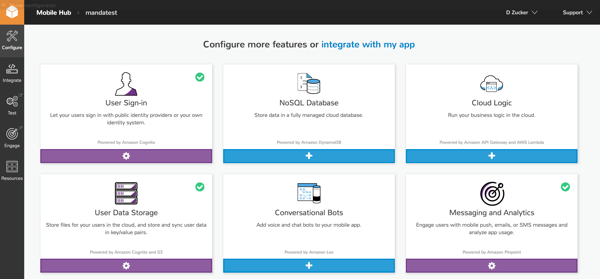 Mobile Hub
mandatest
D Zucker
Support
Configure
Integrate
Test
Engage
Resources
Configure more features or integrate with my app
User Sign-in
Let your users sign in with public identity providers or your own
identity system.
Powered by Amazon Cognito
NoSQL Database
Store data in a fully managed cloud database.
Powered by Amazon DynamoDB
Cloud Logic
Run your business logic in the cloud.
Powered by Amazon API Gateway and AWS Lambda
User Data Storage
Store files for your users in the cloud, and store and sync user data
in key/value pairs.
Powered by Amazon Cognito and S3
Conversational Bots
Add voice and chat bots to your mobile app.
Powered by Amazon Lex
Messaging and Analytics
Engage users with mobile push, emails, or SMS messages and
analyze app usage.
Powered by Amazon Pinpoint